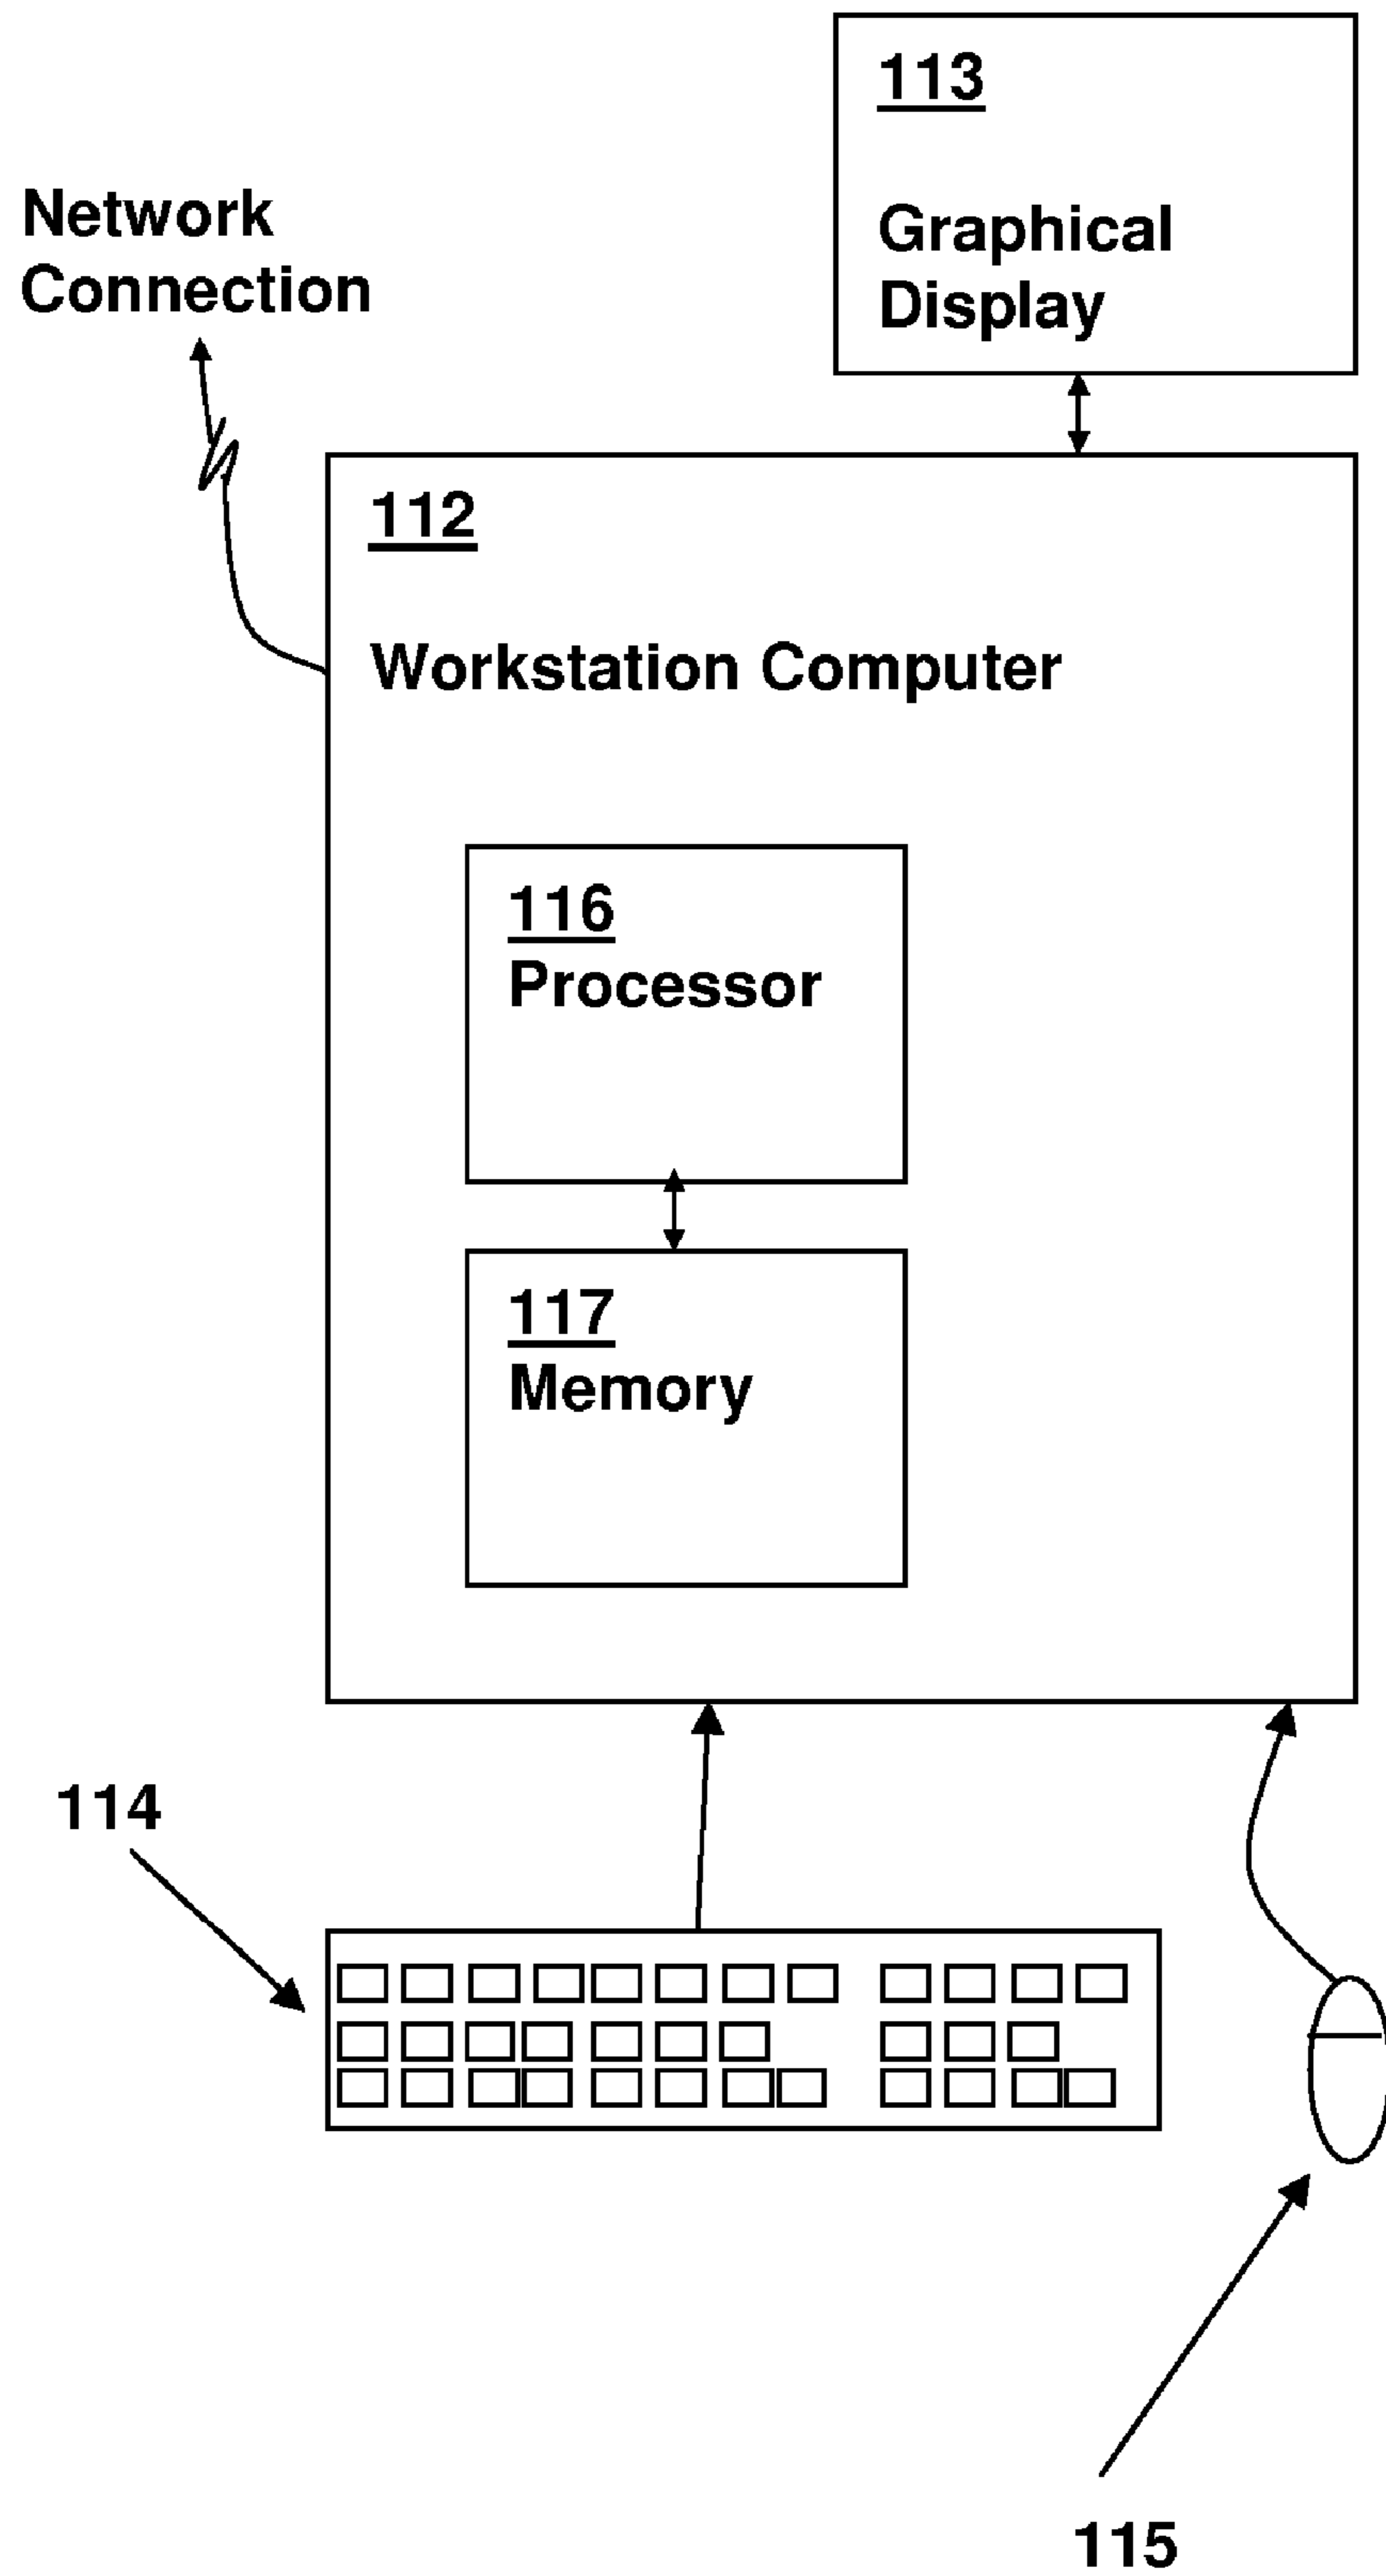 113
Graphical
Display
Network
Connection
112
Workstation Computer
116
Processor
117
Memory
114
115